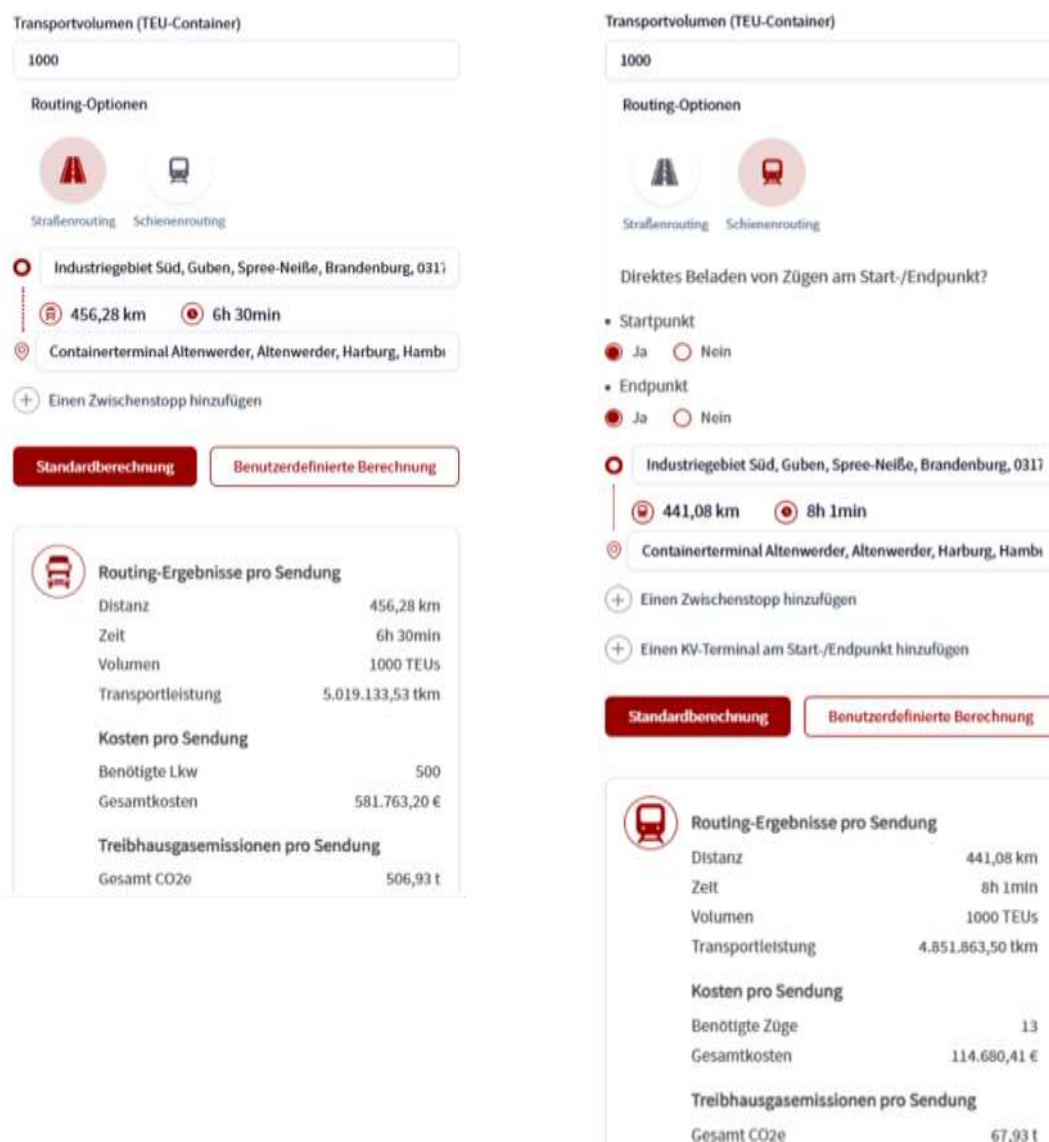 Transportvolumen (TEU-Container)
1000
Routing-Optionen
Straßenrouting Schienenrouting
Industriegebiet Süd, Guben, Spree-Neiße, Brandenburg, 0317
456,28 km 6h 30min
Containerterminal Altenwerder, Altenwerder, Harburg, Hambu
Einen Zwischenstopp hinzufügen
Standardberechnung Benutzerdefinierte Berechnung
Routing-Ergebnisse pro Sendung
Distanz 456,28 km
Zeit 6h 30min
Volumen 1000 TEUs
Transportleistung 5.019.133,53 tkm
Kosten pro Sendung
Benötigte Lkw 500
Gesamtkosten 581.763,20 €
Treibhausgasemissionen pro Sendung
Gesamt CO2e 506,93 t
Transportvolumen (TEU-Container)
1000
Routing-Optionen
Straßenrouting Schienenrouting
Direktes Beladen von Zügen am Start-/Endpunkt?
• Startpunkt
Ja Nein
• Endpunkt
Ja Nein
Industriegebiet Süd, Guben, Spree-Neiße, Brandenburg, 0317
441,08 km 8h 1min
Containerterminal Altenwerder, Altenwerder, Harburg, Hambu
Einen Zwischenstopp hinzufügen
Einen KV-Terminal am Start-/Endpunkt hinzufügen
Standardberechnung Benutzerdefinierte Berechnung
Routing-Ergebnisse pro Sendung
Distanz 441,08 km
Zeit 8h 1min
Volumen 1000 TEUs
Transportleistung 4.851.863,50 tkm
Kosten pro Sendung
Benötigte Züge 13
Gesamtkosten 114.680,41 €
Treibhausgasemissionen pro Sendung
Gesamt CO2e 67,93 t